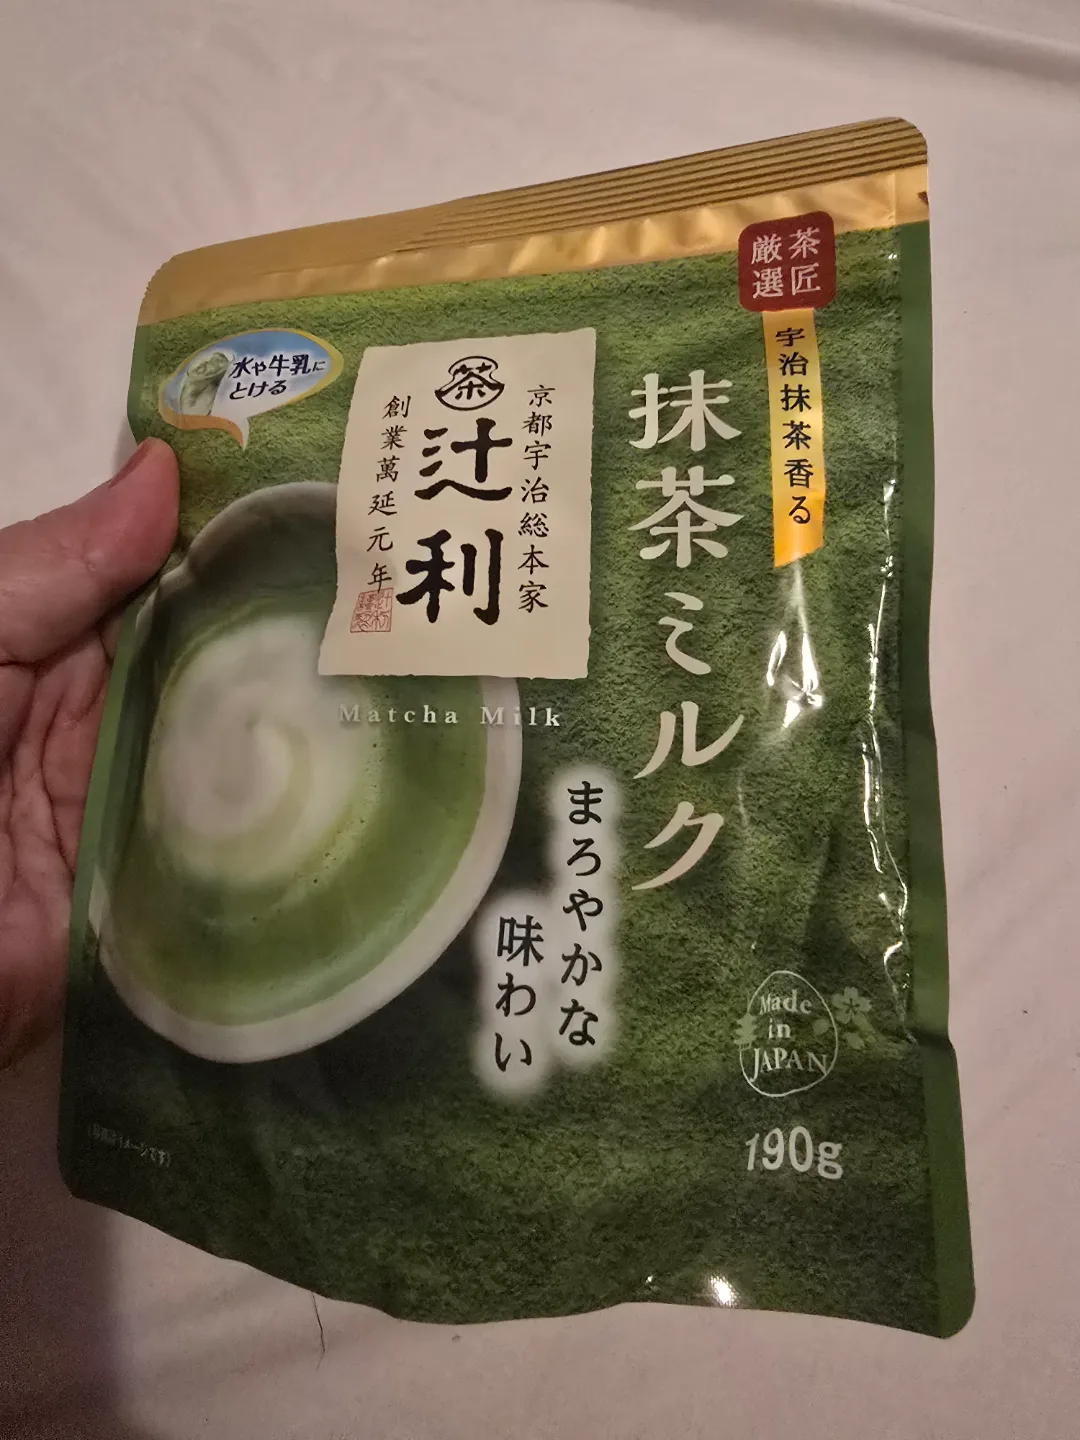 茶匠
厳選
宇治抹茶香る
抹茶ミルク
水や牛乳に
とける
茶
京都宇治総本家
辻利
創業萬延元年
Matcha Milk
まろやかな
味わい
Made
in
JAPAN
190g